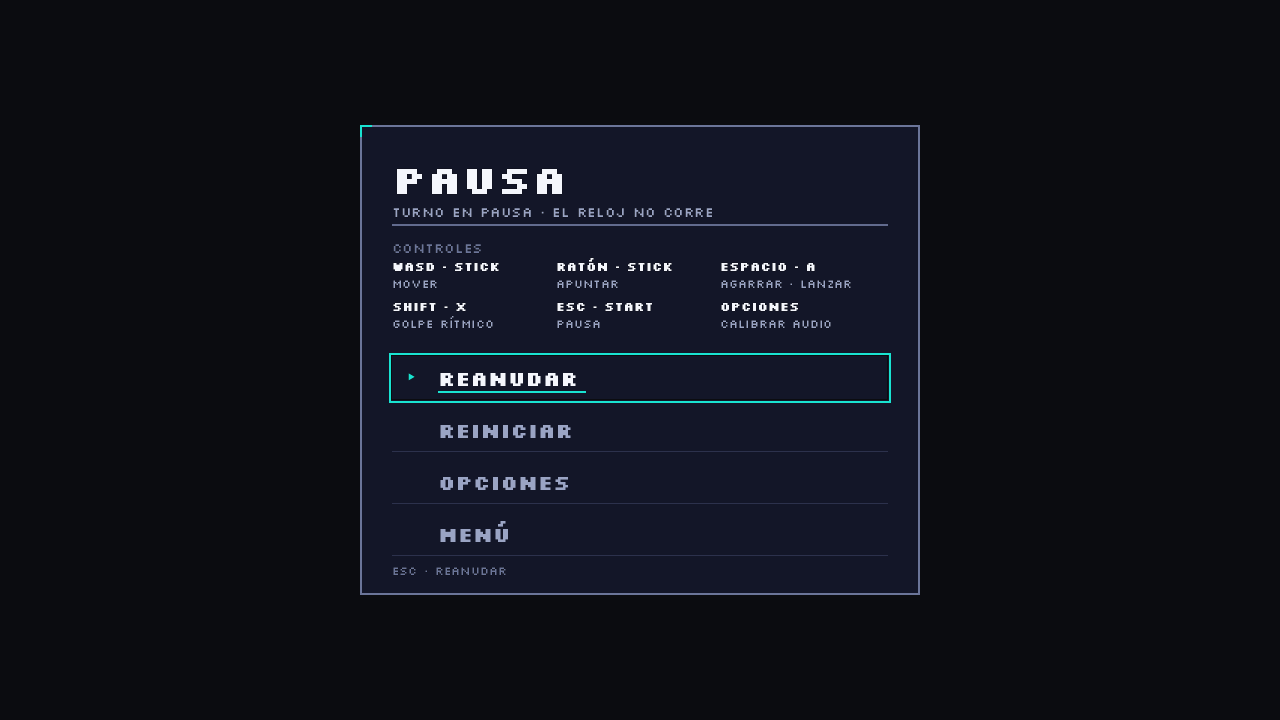 PAUSA
TURNO EN PAUSA · EL RELOJ NO CORRE
CONTROLES
WASD · STICK RATÓN · STICK ESPACIO · A
MOVER APUNTAR AGARRAR · LANZAR
SHIFT · X ESC · START OPCIONES
GOLPE RÍTMICO PAUSA CALIBRAR AUDIO
▶ REANUDAR
REINICIAR
OPCIONES
MENÚ
ESC · REANUDAR